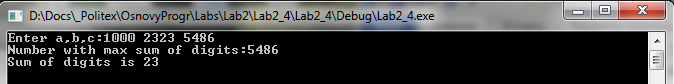 D:\Docs\_Politex\OsnovyProgr\Labs\Lab2\Lab2_4\Lab2_4\Debug\Lab2_4.exe
Enter a,b,c:1000 2323 5486
Number with max sum of digits:5486
Sum of digits is 23